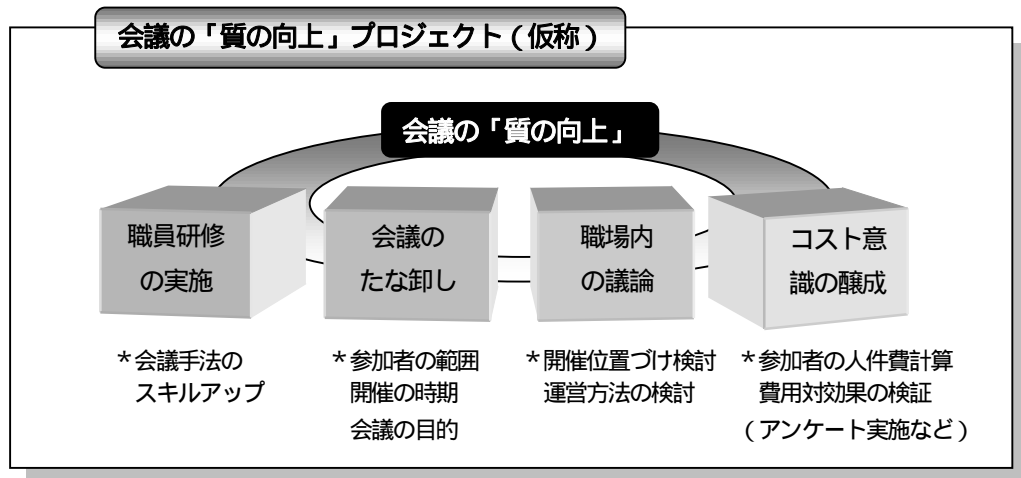 会議の「質の向上」プロジェクト（仮称）
会議の「質の向上」
職員研修
の実施
会議の
たな卸し
職場内
の議論
コスト意
識の醸成
＊会議手法の
スキルアップ
＊参加者の範囲
開催の時期
会議の目的
＊開催位置づけ検討
運営方法の検討
＊参加者の人件費計算
費用対効果の検証
（アンケート実施など）